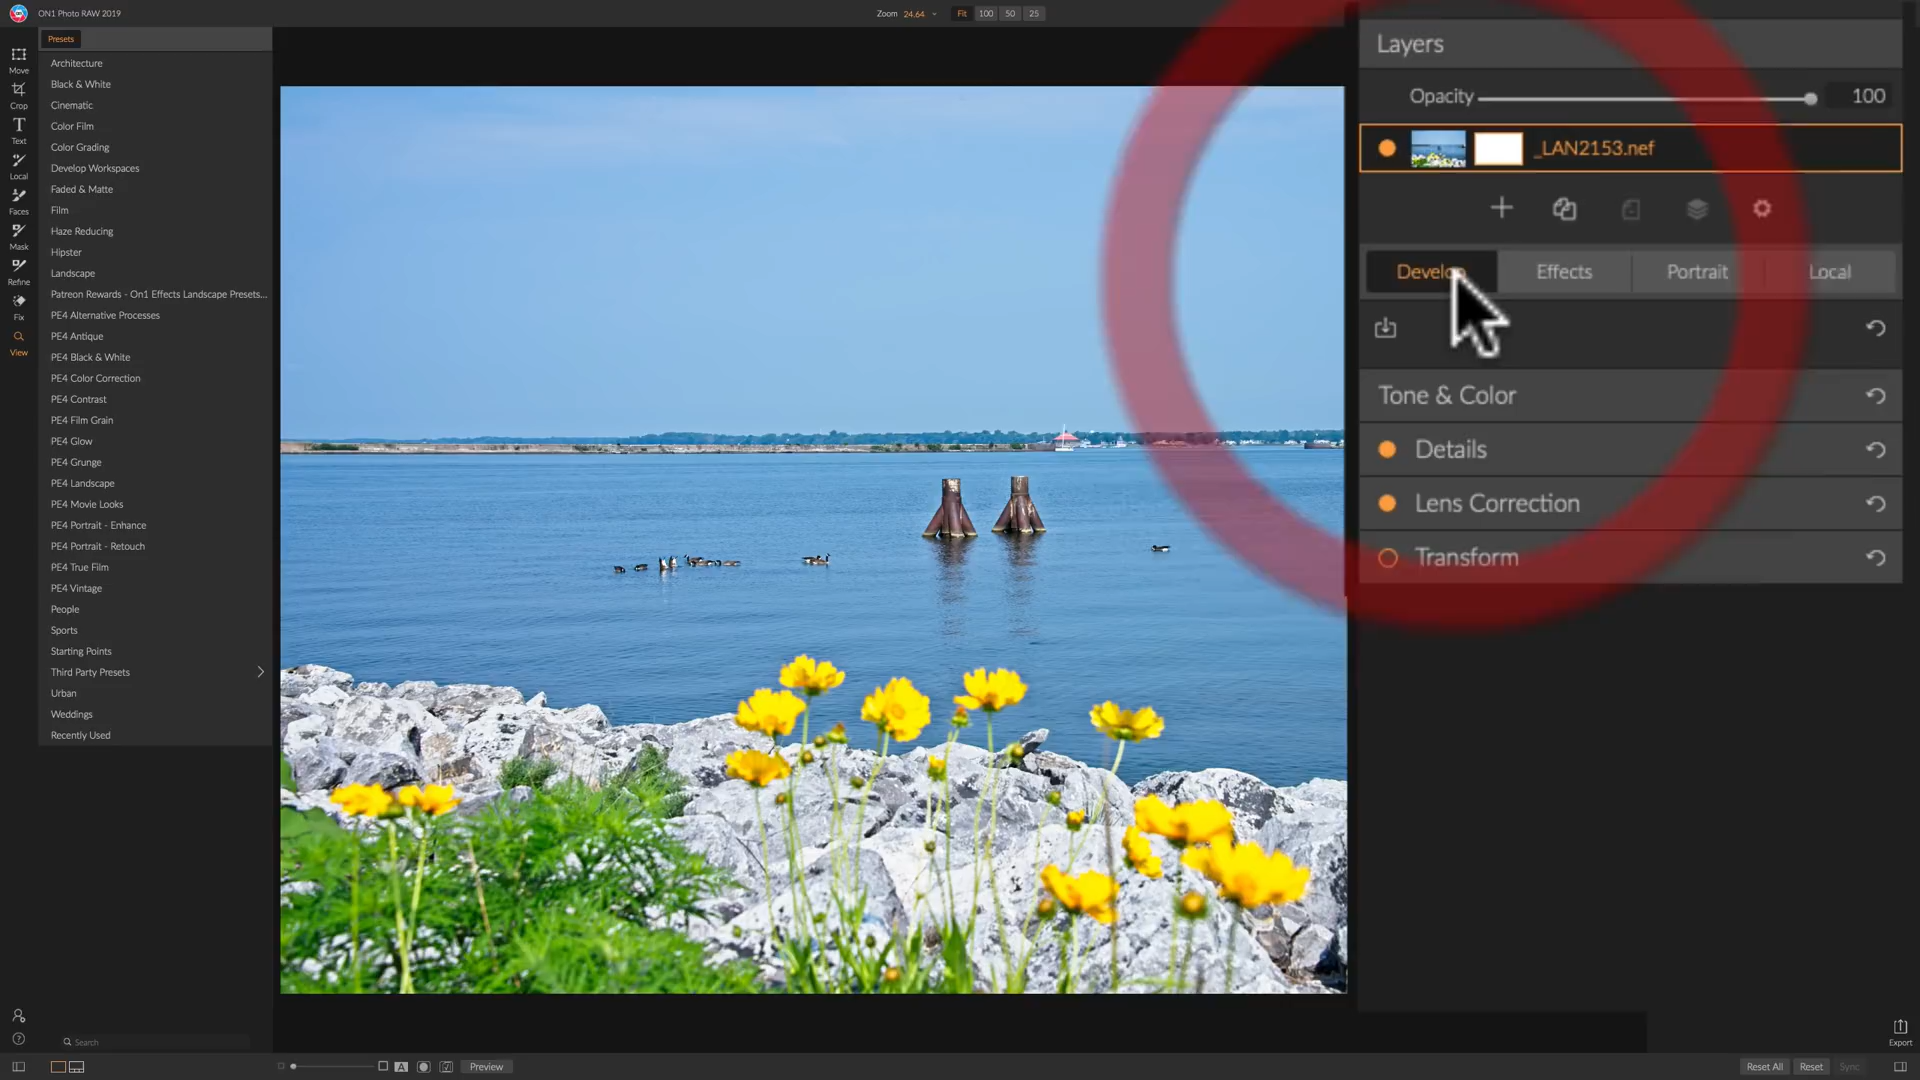 ON1 Photo RAW 2019
Zoom 24.64 Fit 100 50 25
Presets
Move
Crop
Text
Local
Faces
Mask
Refine
Fix
View
Architecture
Black & White
Cinematic
Color Film
Color Grading
Develop Workspaces
Faded & Matte
Film
Haze Reducing
Hipster
Landscape
Patreon Rewards - On1 Effects Landscape Presets...
PE4 Alternative Processes
PE4 Antique
PE4 Black & White
PE4 Color Correction
PE4 Contrast
PE4 Film Grain
PE4 Glow
PE4 Grunge
PE4 Landscape
PE4 Movie Looks
PE4 Portrait - Enhance
PE4 Portrait - Retouch
PE4 True Film
PE4 Vintage
People
Sports
Starting Points
Third Party Presets
Urban
Weddings
Recently Used
Search
Layers
Opacity 100
_LAN2153.nef
Develop Effects Portrait Local
Tone & Color
Details
Lens Correction
Transform
Export
A Preview
Reset All Reset Sync